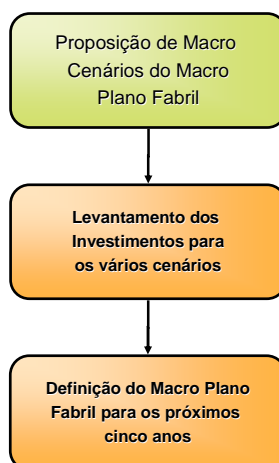 Proposição de Macro
Cenários do Macro
Plano Fabril
Levantamento dos
Investimentos para
os vários cenários
Definição do Macro Plano
Fabril para os próximos
cinco anos